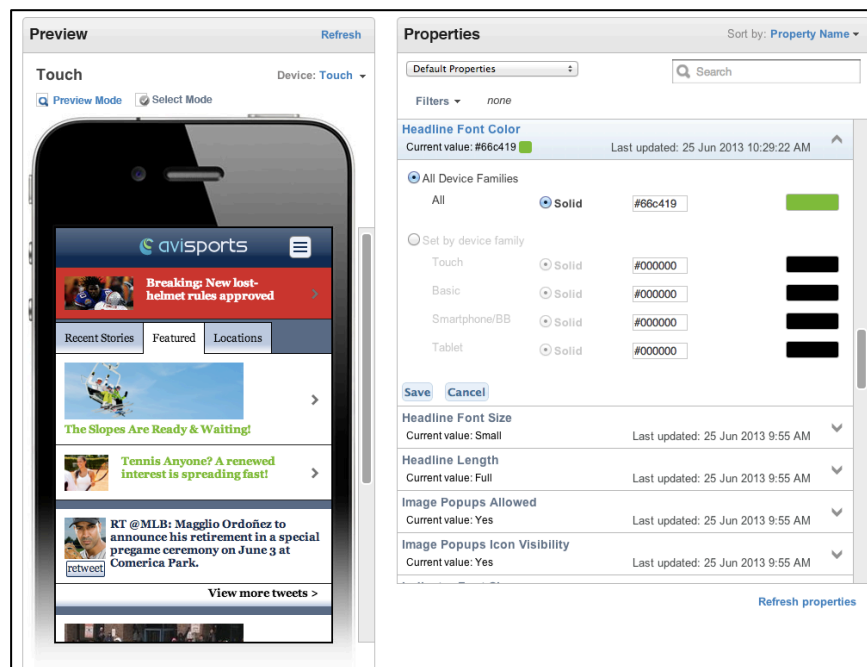 Preview
Refresh
Touch
Device: Touch
Preview Mode
Select Mode
avisports
Breaking: New lost-
helmet rules approved
Recent Stories
Featured
Locations
The Slopes Are Ready & Waiting!
Tennis Anyone? A renewed
interest is spreading fast!
RT @MLB: Magglio Ordoñez to
announce his retirement in a special
pregame ceremony on June 3 at
Comerica Park.
retweet
View more tweets >
Properties
Sort by: Property Name
Default Properties
Search
Filters
none
Headline Font Color
Current value: #66c419
Last updated: 25 Jun 2013 10:29:22 AM
All Device Families
All
Solid
#66c419
Set by device family
Touch
Solid
#000000
Basic
Solid
#000000
Smartphone/BB
Solid
#000000
Tablet
Solid
#000000
Save
Cancel
Headline Font Size
Current value: Small
Last updated: 25 Jun 2013 9:55 AM
Headline Length
Current value: Full
Last updated: 25 Jun 2013 9:55 AM
Image Popups Allowed
Current value: Yes
Last updated: 25 Jun 2013 9:55 AM
Image Popups Icon Visibility
Current value: Yes
Last updated: 25 Jun 2013 9:55 AM
Refresh properties